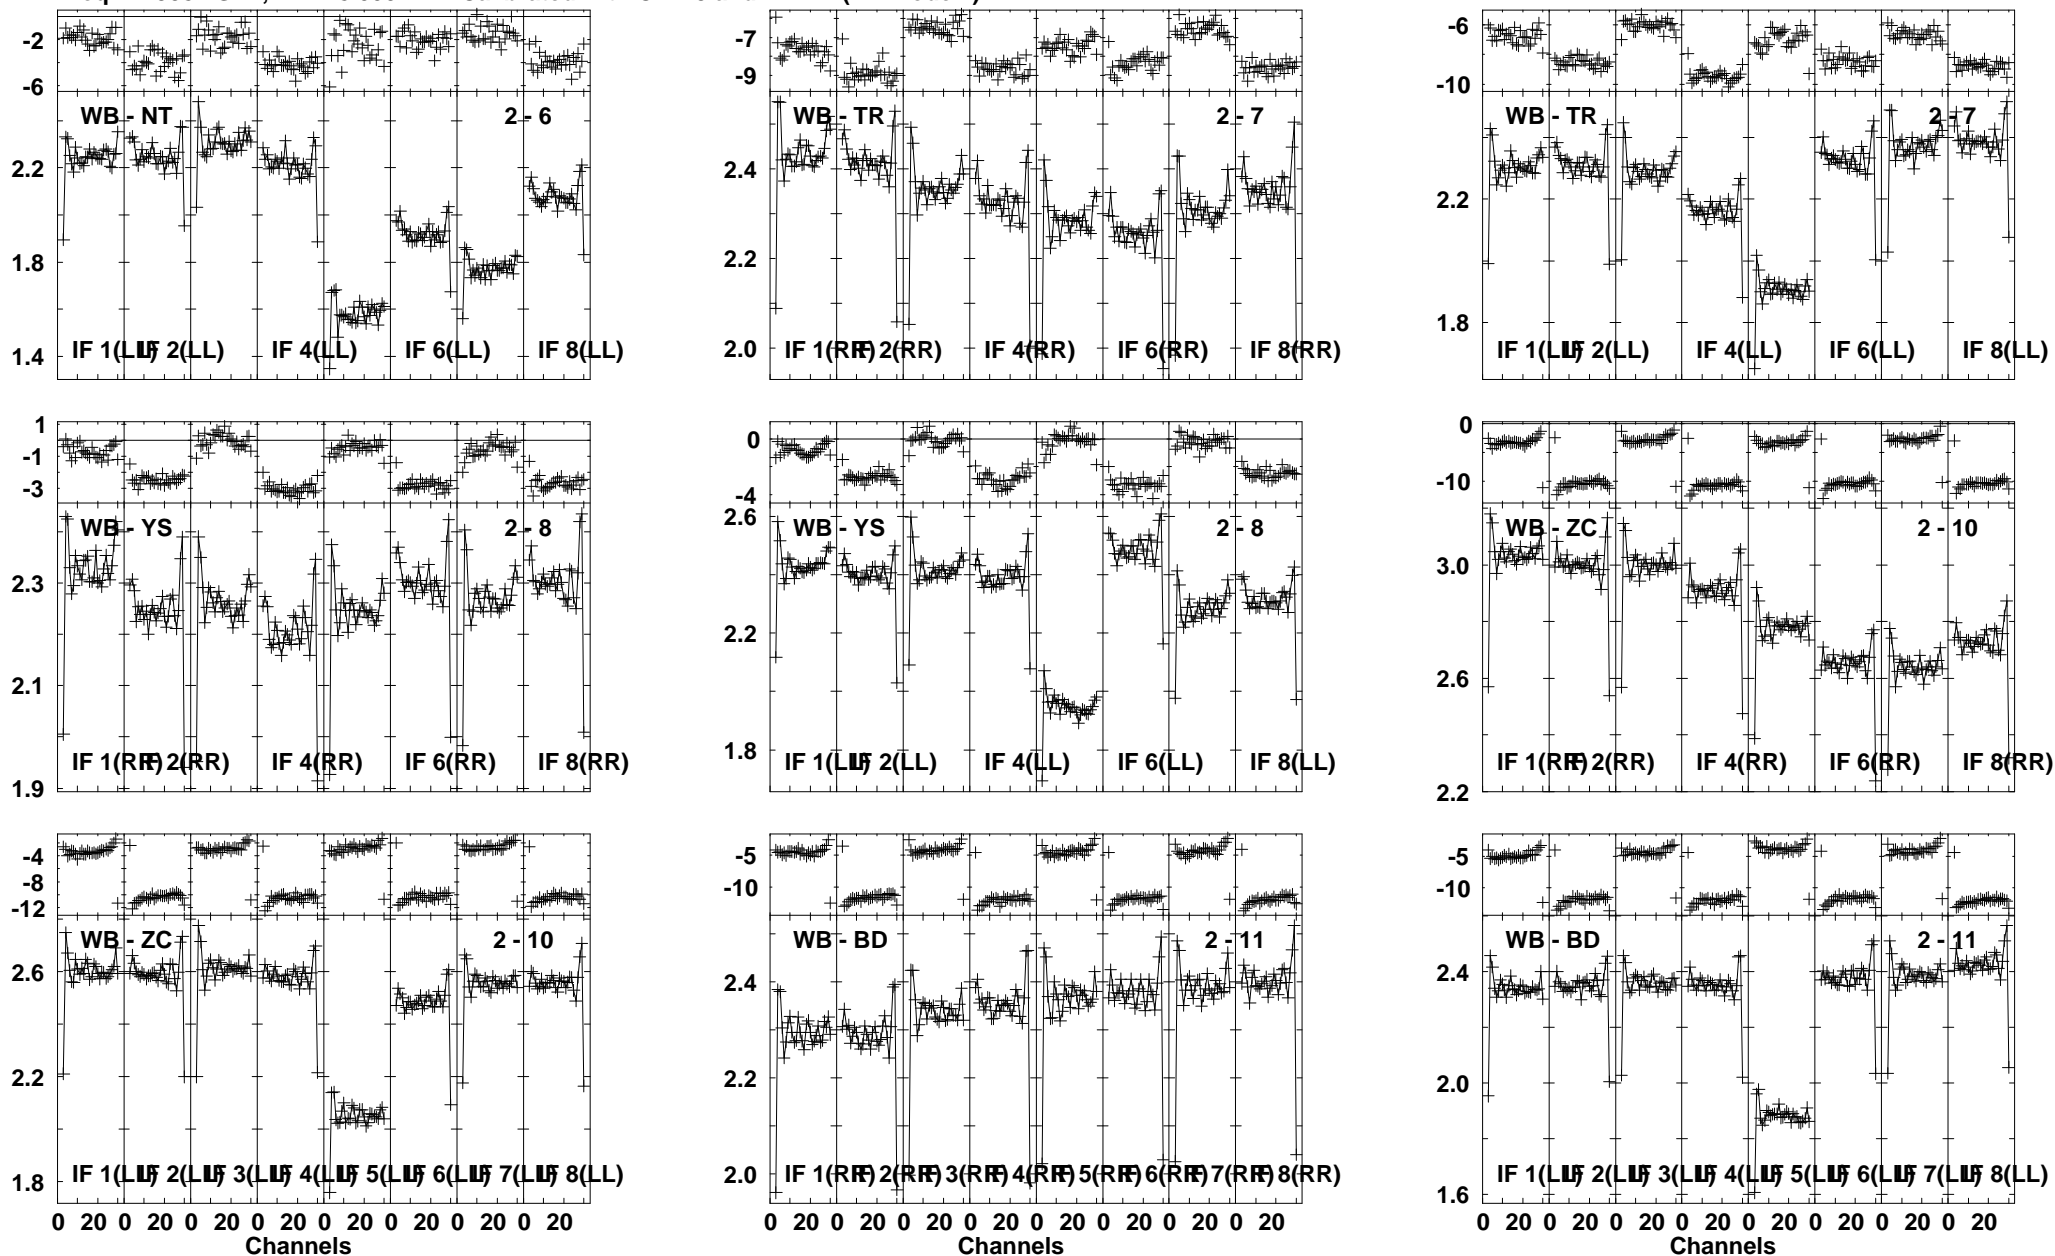 -2
-6
WB - NT 2 - 6
2.2
1.8
1.4
IF 1(LL) IF 2(LL) IF 4(LL) IF 6(LL) IF 8(LL)
-7
-9
WB - TR 2 - 7
2.4
2.2
2.0
IF 1(RR) IF 2(RR) IF 4(RR) IF 6(RR) IF 8(RR)
-6
-10
WB - TR 2 - 7
2.2
1.8
IF 1(LL) IF 2(LL) IF 4(LL) IF 6(LL) IF 8(LL)
1
-1
-3
WB - YS 2 - 8
2.3
2.1
1.9
IF 1(RR) IF 2(RR) IF 4(RR) IF 6(RR) IF 8(RR)
0
-4
2.6
WB - YS 2 - 8
2.2
1.8
IF 1(LL) IF 2(LL) IF 4(LL) IF 6(LL) IF 8(LL)
0
-10
WB - ZC 2 - 10
3.0
2.6
2.2
IF 1(RR) IF 2(RR) IF 4(RR) IF 6(RR) IF 8(RR)
-4
-8
-12
WB - ZC 2 - 10
2.6
2.2
1.8
IF 1(LL) IF 2(LL) IF 3(LL) IF 4(LL) IF 5(LL) IF 6(LL) IF 7(LL) IF 8(LL)
0 20 0 20 0 20 0 20 0 20 0 20 0 20 0 20
Channels
-5
-10
WB - BD 2 - 11
2.4
2.2
2.0
IF 1(RR) IF 2(RR) IF 3(RR) IF 4(RR) IF 5(RR) IF 6(RR) IF 7(RR) IF 8(RR)
0 20 0 20 0 20 0 20 0 20 0 20 0 20 0 20
Channels
-5
-10
WB - BD 2 - 11
2.4
2.0
1.6
IF 1(LL) IF 2(LL) IF 3(LL) IF 4(LL) IF 5(LL) IF 6(LL) IF 7(LL) IF 8(LL)
0 20 0 20 0 20 0 20 0 20 0 20 0 20 0 20
Channels